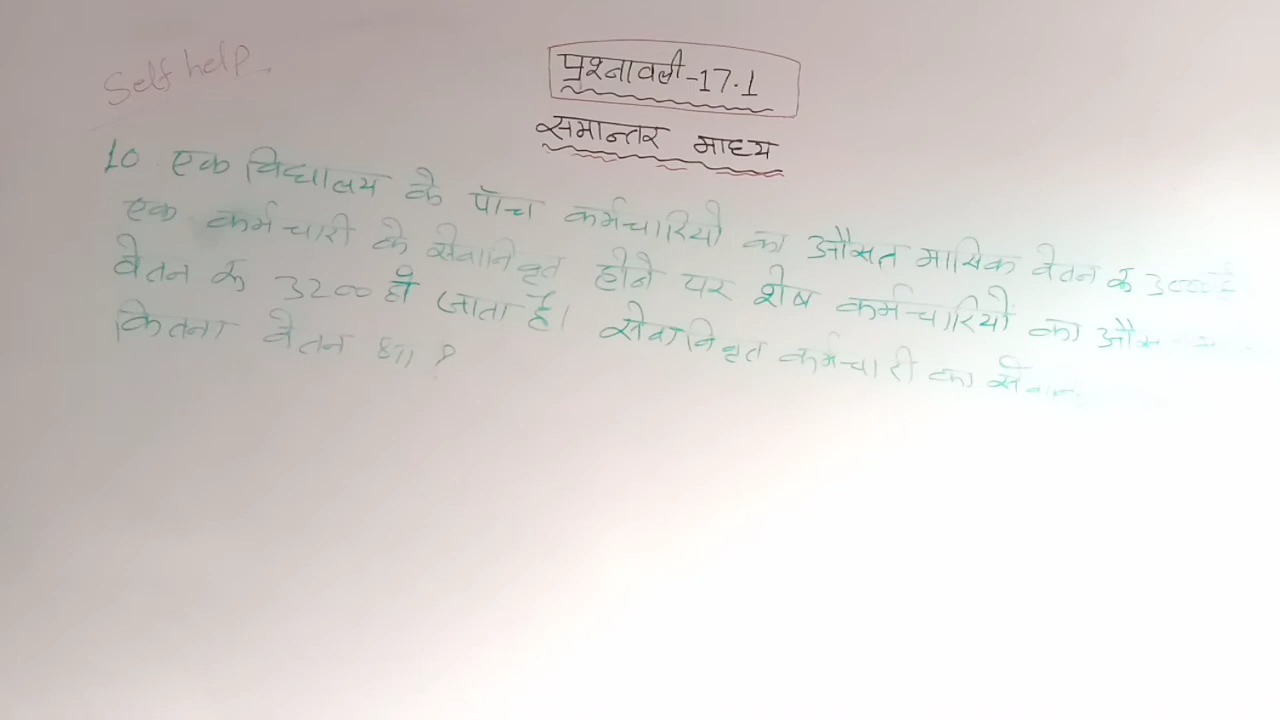 Self help
प्रश्नावली-17.1
समान्तर माध्य
10. एक विद्यालय के पाँच कर्मचारियों का औसत मासिक वेतन रु 3000 है
एक कर्मचारी के सेवानिवृत होने पर शेष कर्मचारियों का
वेतन रु 3200 हो जाता है। सेवानिवृत कर्मचारी का
कितना वेतन था ?